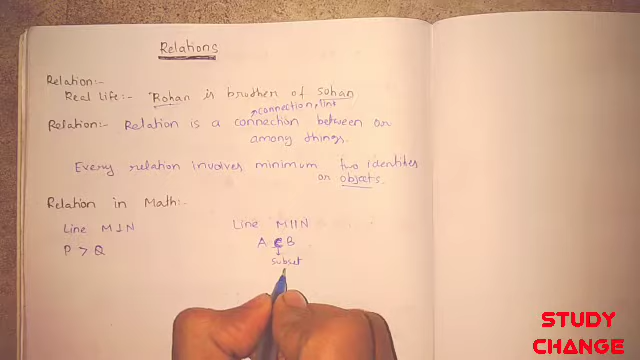 Relations
Relation:-
Real Life:- Rohan is brother of Sohan
connection, link
Relation:- Relation is a connection between or
among things.
Every relation involves minimum two identities
or objects.
Relation in Math:-
Line M⊥N Line M||N
P > Q A ⊂ B
subset
STUDY
CHANGE